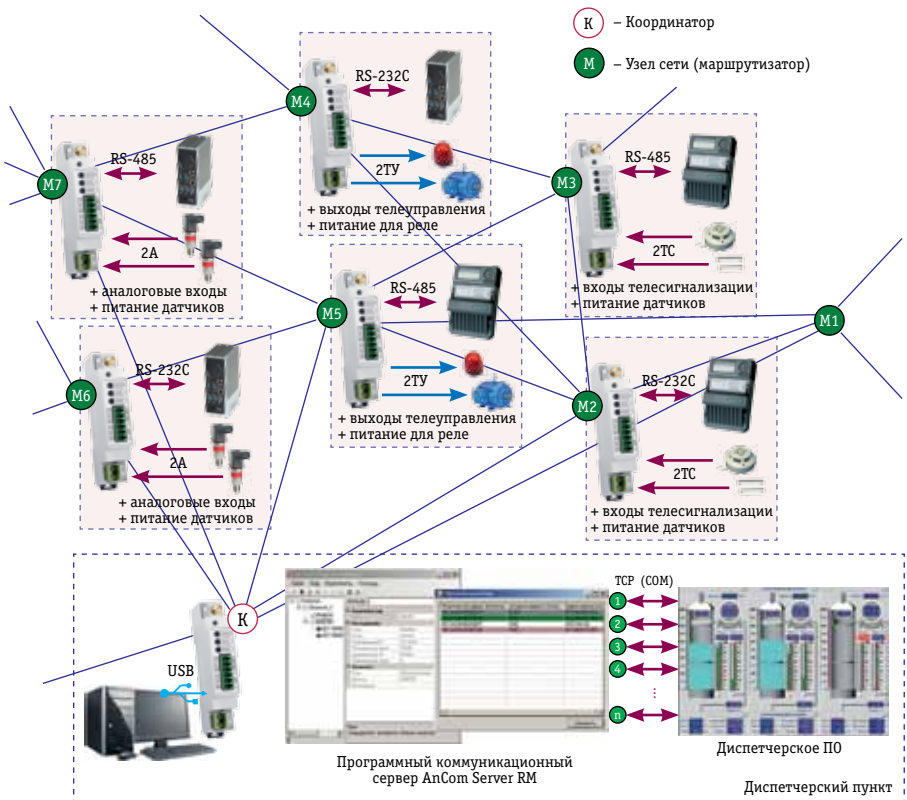 К – Координатор
М – Узел сети (маршрутизатор)
М4
RS-232C
2ТУ
+ выходы телеуправления
+ питание для реле
М7
RS-485
2А
+ аналоговые входы
+ питание датчиков
М3
RS-485
2ТС
+ входы телесигнализации
+ питание датчиков
М5
RS-485
2ТУ
+ выходы телеуправления
+ питание для реле
М1
М6
RS-232C
2А
+ аналоговые входы
+ питание датчиков
М2
RS-232C
2ТС
+ входы телесигнализации
+ питание датчиков
К
USB
TCP (COM)
1
2
3
4
⋮
n
Программный коммуникационный
сервер AnCom Server RM
Диспетчерское ПО
Диспетчерский пункт